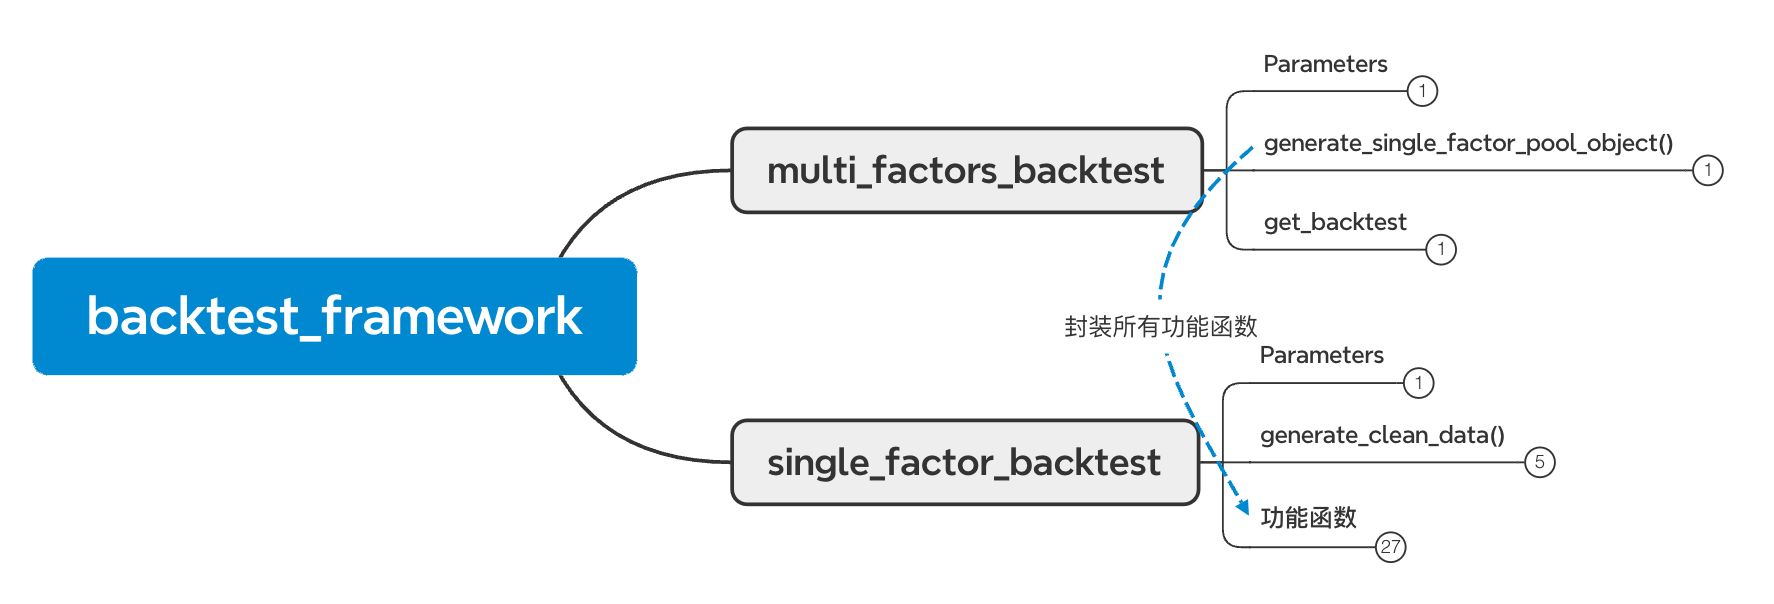 backtest_framework
multi_factors_backtest
Parameters
1
generate_single_factor_pool_object()
1
get_backtest
1
封装所有功能函数
single_factor_backtest
Parameters
1
generate_clean_data()
5
功能函数
27